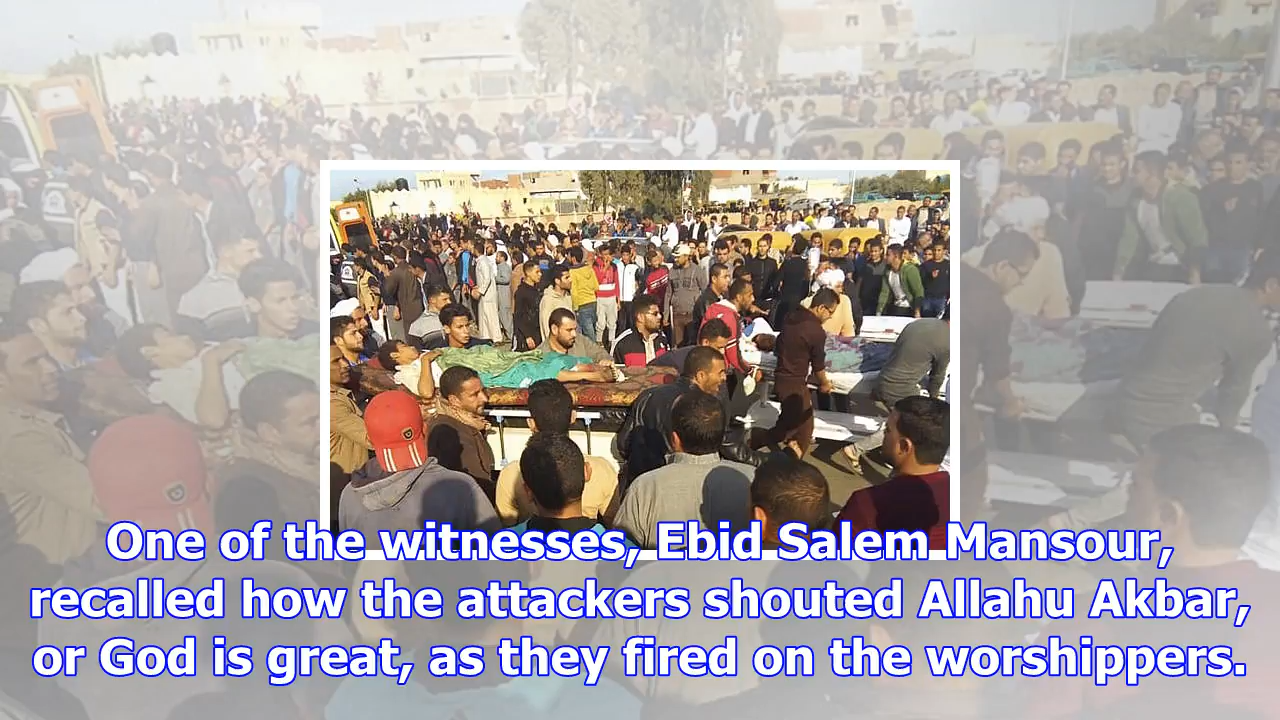 One of the witnesses, Ebid Salem Mansour,
recalled how the attackers shouted Allahu Akbar,
or God is great, as they fired on the worshippers.